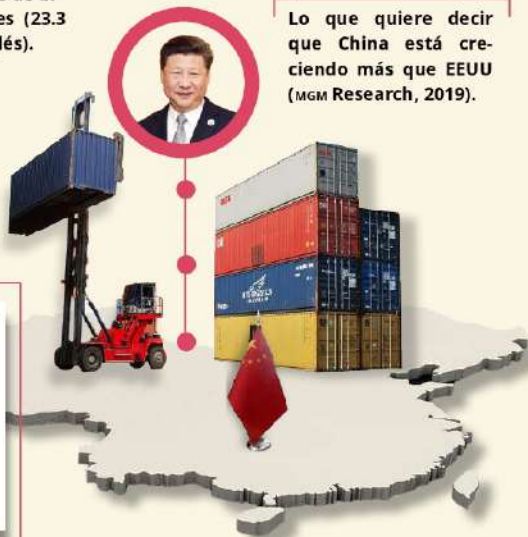 es (23.3
lés).
Lo que quiere decir
que China está cre-
ciendo más que EEUU
(MGM Research, 2019).